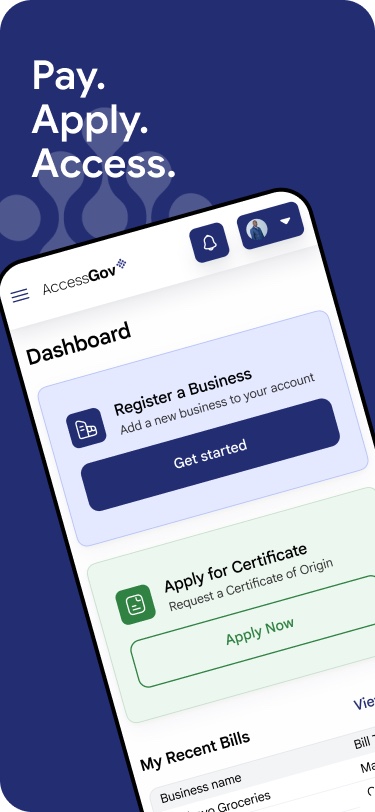 Pay.
Apply.
Access.
AccessGov
Dashboard
Register a Business
Add a new business to your account
Get started
Apply for Certificate
Request a Certificate of Origin
Apply Now
My Recent Bills
Business name
Groceries